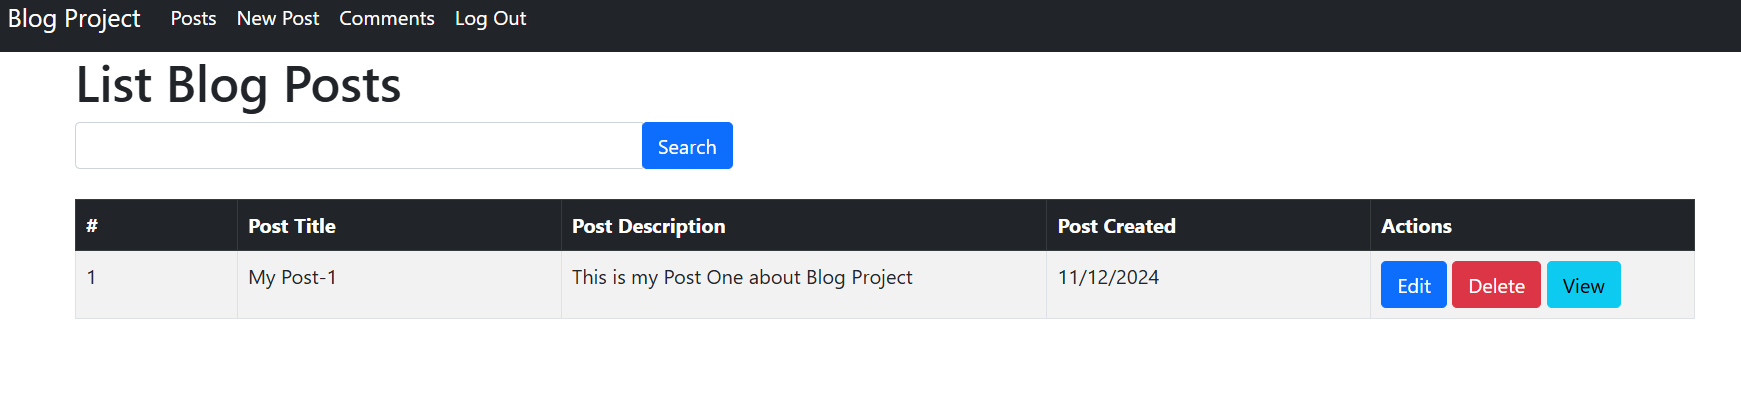 Blog Project Posts New Post Comments Log Out
List Blog Posts
Search
# Post Title Post Description Post Created Actions
1 My Post-1 This is my Post One about Blog Project 11/12/2024 Edit Delete View